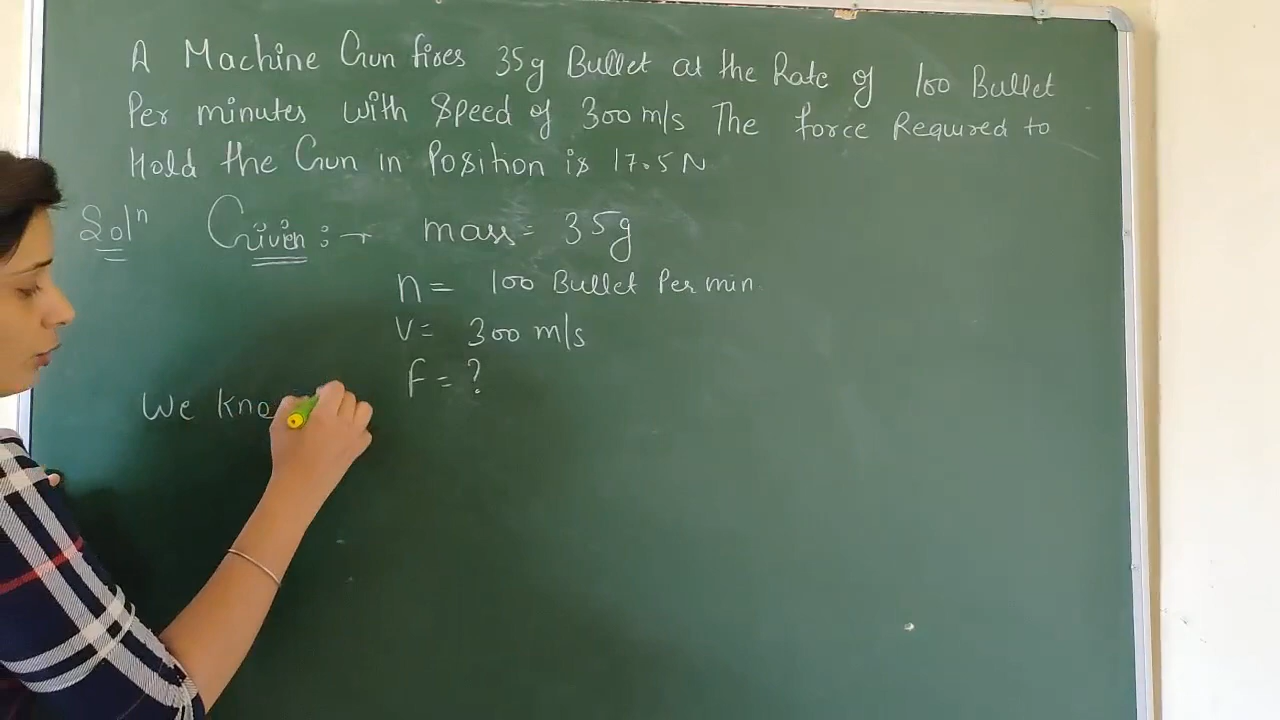 A Machine Gun fires 35g Bullet at the Rate of 100 Bullet
Per minutes with Speed of 300 m/s The force Required to
Hold the Gun in Position is 17.5 N
Solⁿ Given :→ mass = 35g
n = 100 Bullet Per min.
V = 300 m/s
F = ?
We kno